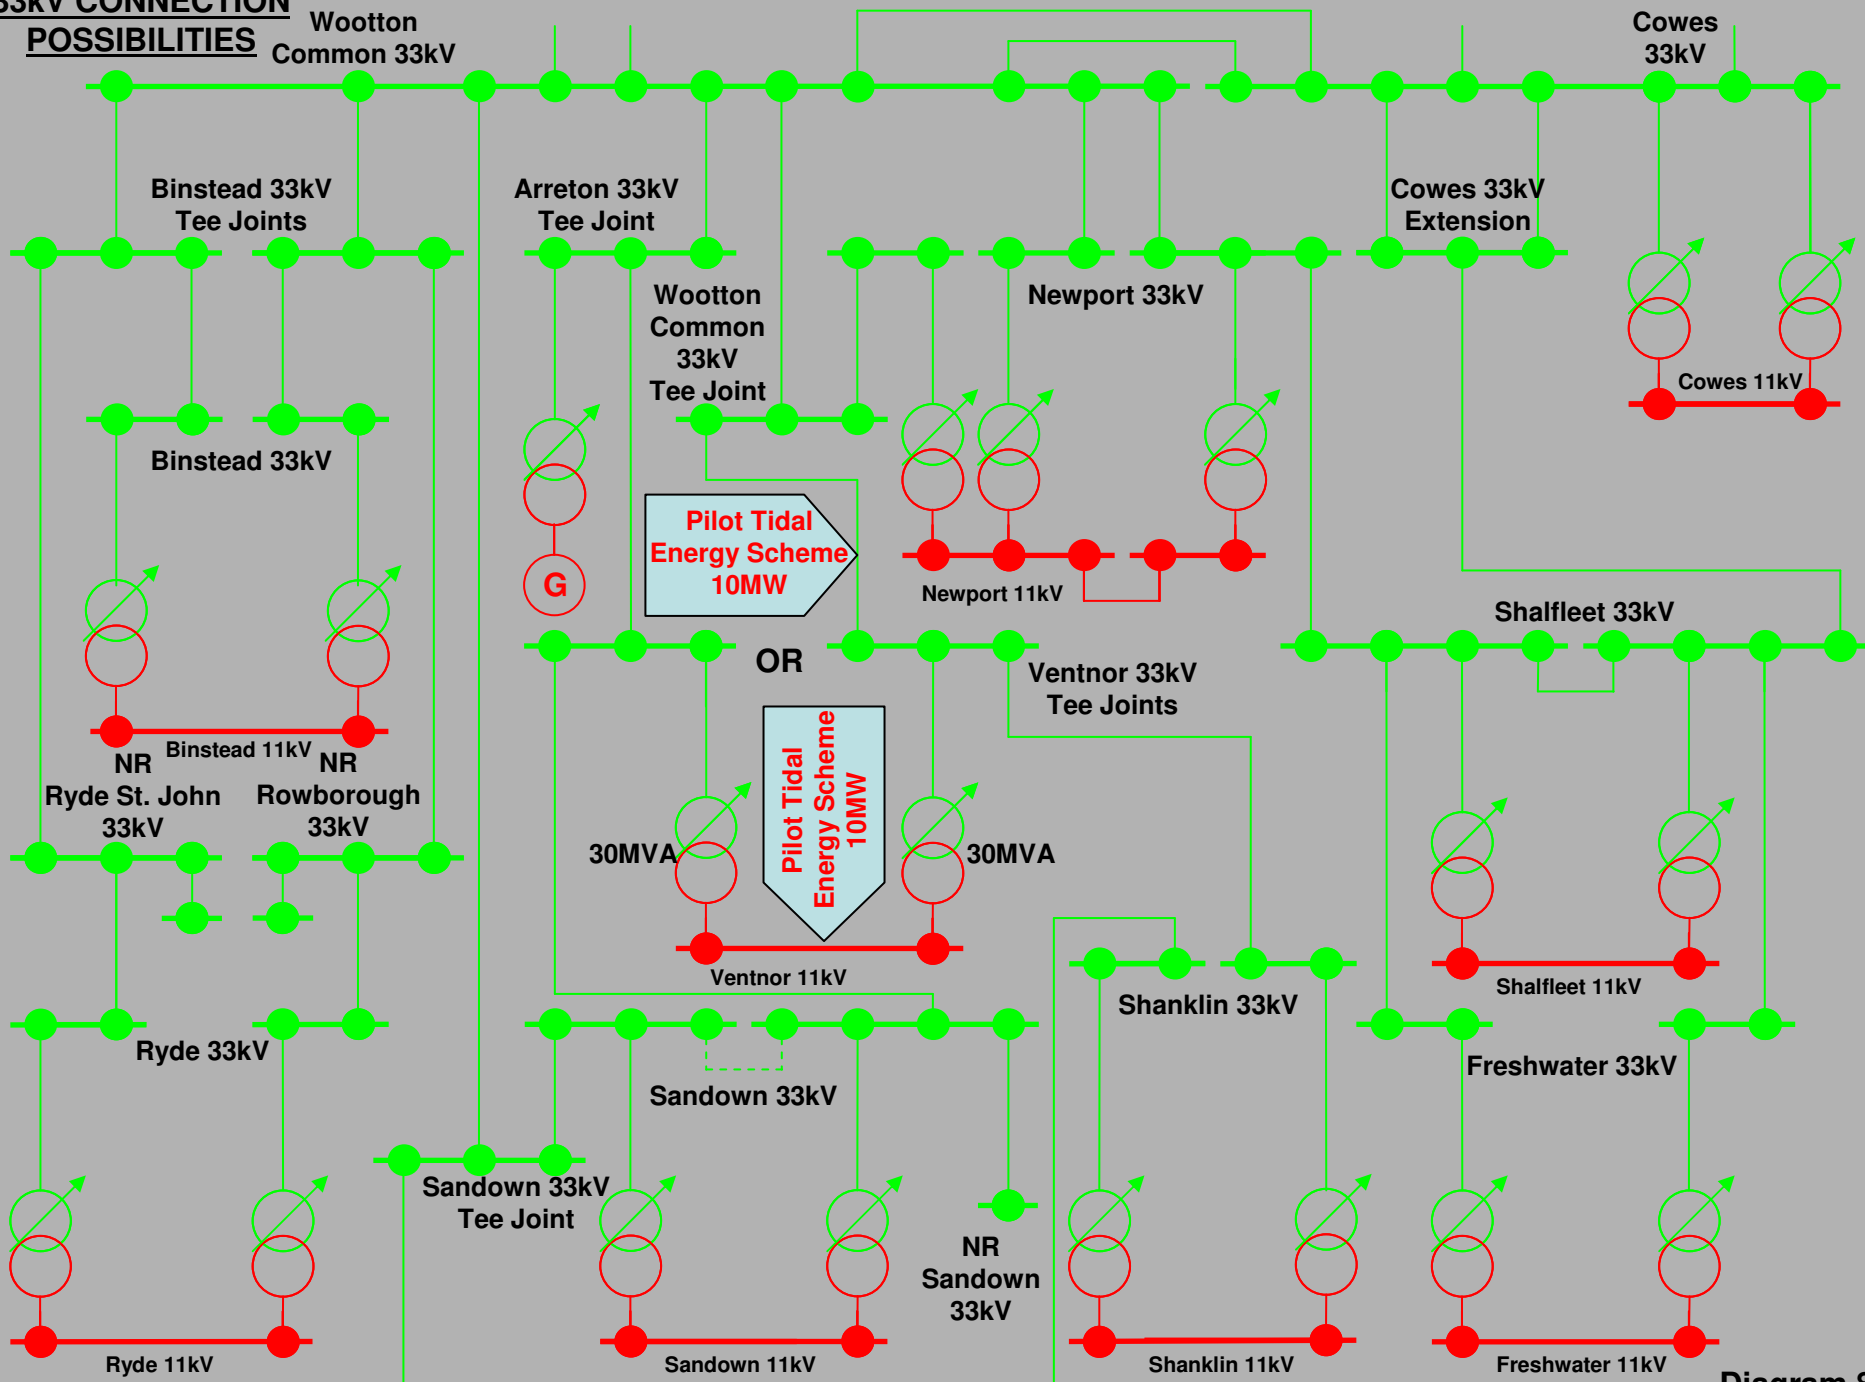 33kV CONNECTION
POSSIBILITIES
Wootton
Common 33kV
Cowes
33kV
Binstead 33kV
Tee Joints
Arreton 33kV
Tee Joint
Cowes 33kV
Extension
Wootton
Common
33kV
Tee Joint
Newport 33kV
Cowes 11kV
Binstead 33kV
Pilot Tidal
Energy Scheme
10MW
G
Newport 11kV
Shalfleet 33kV
OR
Ventnor 33kV
Tee Joints
Binstead 11kV
NR
Ryde St. John
33kV
NR
Rowborough
33kV
Pilot Tidal
Energy Scheme
10MW
30MVA
30MVA
Ventnor 11kV
Shalfleet 11kV
Shanklin 33kV
Ryde 33kV
Sandown 33kV
Freshwater 33kV
Sandown 33kV
Tee Joint
NR
Sandown
33kV
Ryde 11kV
Sandown 11kV
Shanklin 11kV
Freshwater 11kV
Diagram